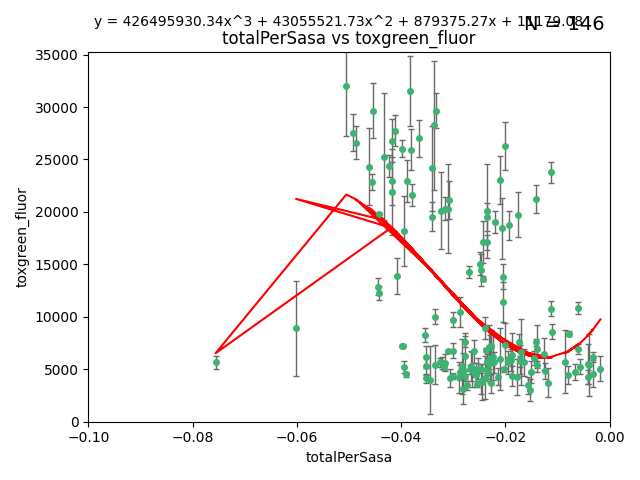 y = 426495930.34x^3 + 43055521.73x^2 + 879375.27x +
N = 146
totalPerSasa vs toxgreen_fluor
35000
30000
25000
20000
15000
10000
5000
0
toxgreen_fluor
−0.10 −0.08 −0.06 −0.04 −0.02 0.00
totalPerSasa